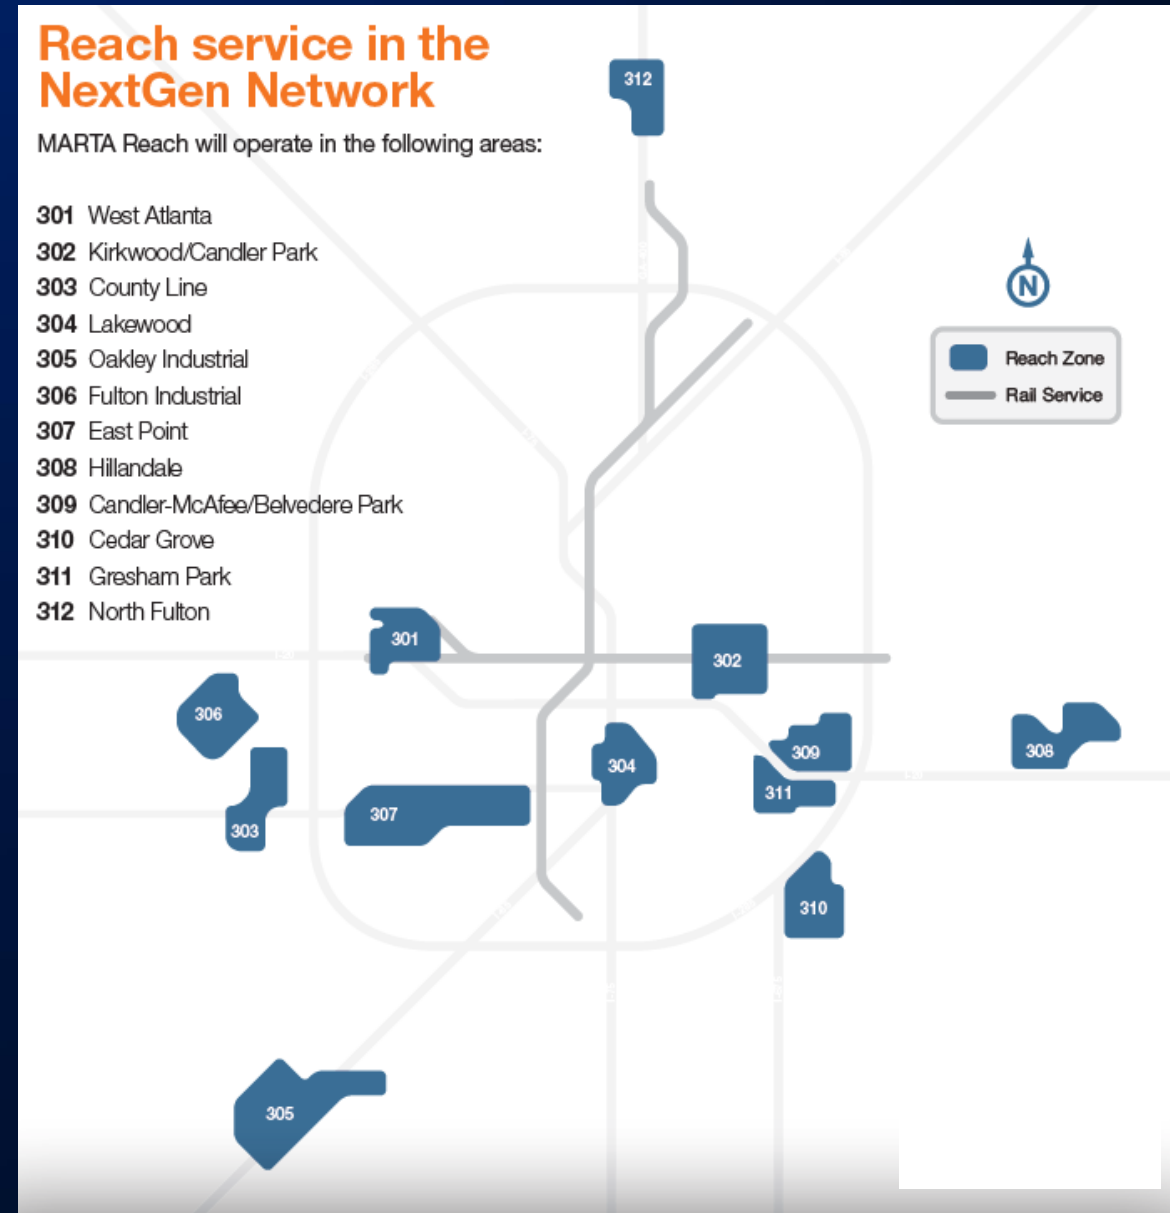 Reach service in the
NextGen Network
MARTA Reach will operate in the following areas:
301 West Atlanta
302 Kirkwood/Candler Park
303 County Line
304 Lakewood
305 Oakley Industrial
306 Fulton Industrial
307 East Point
308 Hillandale
309 Candler-McAfee/Belvedere Park
310 Cedar Grove
311 Gresham Park
312 North Fulton
312
N
Reach Zone
Rail Service
301
302
306
309
308
304
311
307
303
310
305